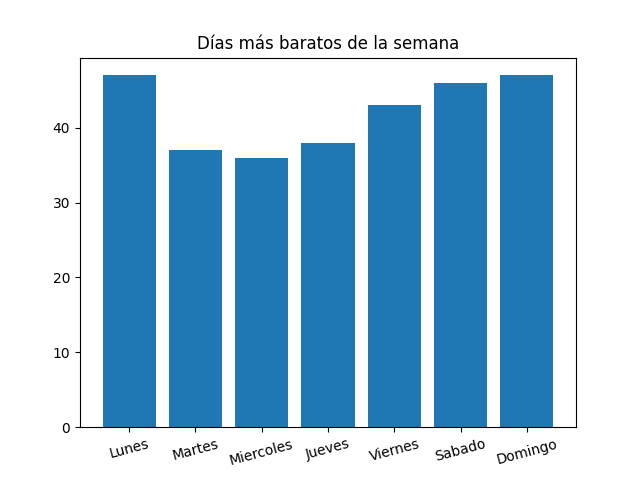 Días más baratos de la semana
40
30
20
10
0
Lunes
Martes
Miercoles
Jueves
Viernes
Sabado
Domingo